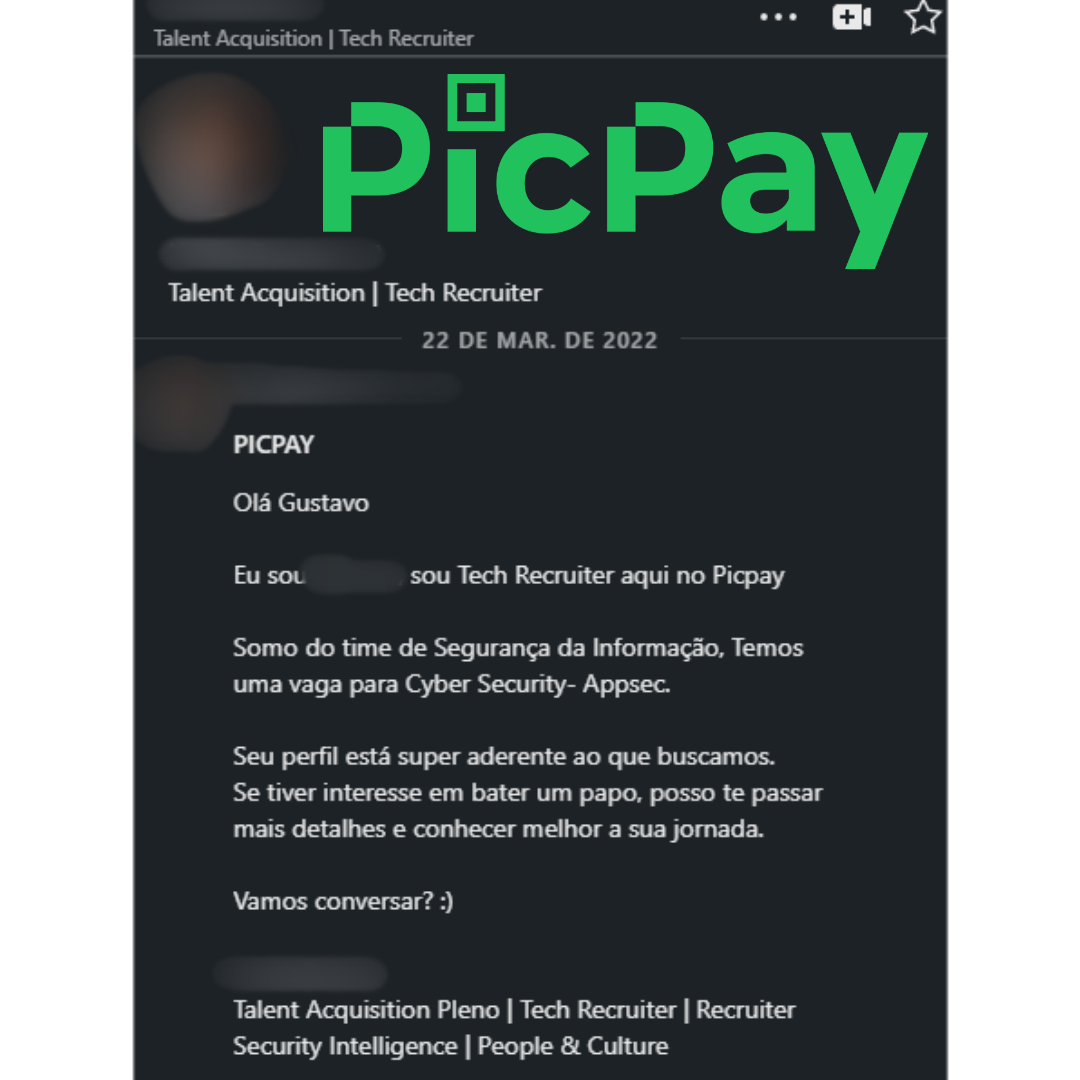 Talent Acquisition | Tech Recruiter
PicPay
Talent Acquisition | Tech Recruiter
22 DE MAR. DE 2022
PICPAY
Olá Gustavo
Eu sou sou Tech Recruiter aqui no Picpay
Somo do time de Segurança da Informação, Temos
uma vaga para Cyber Security- Appsec.
Seu perfil está super aderente ao que buscamos.
Se tiver interesse em bater um papo, posso te passar
mais detalhes e conhecer melhor a sua jornada.
Vamos conversar? :)
Talent Acquisition Pleno | Tech Recruiter | Recruiter
Security Intelligence | People & Culture